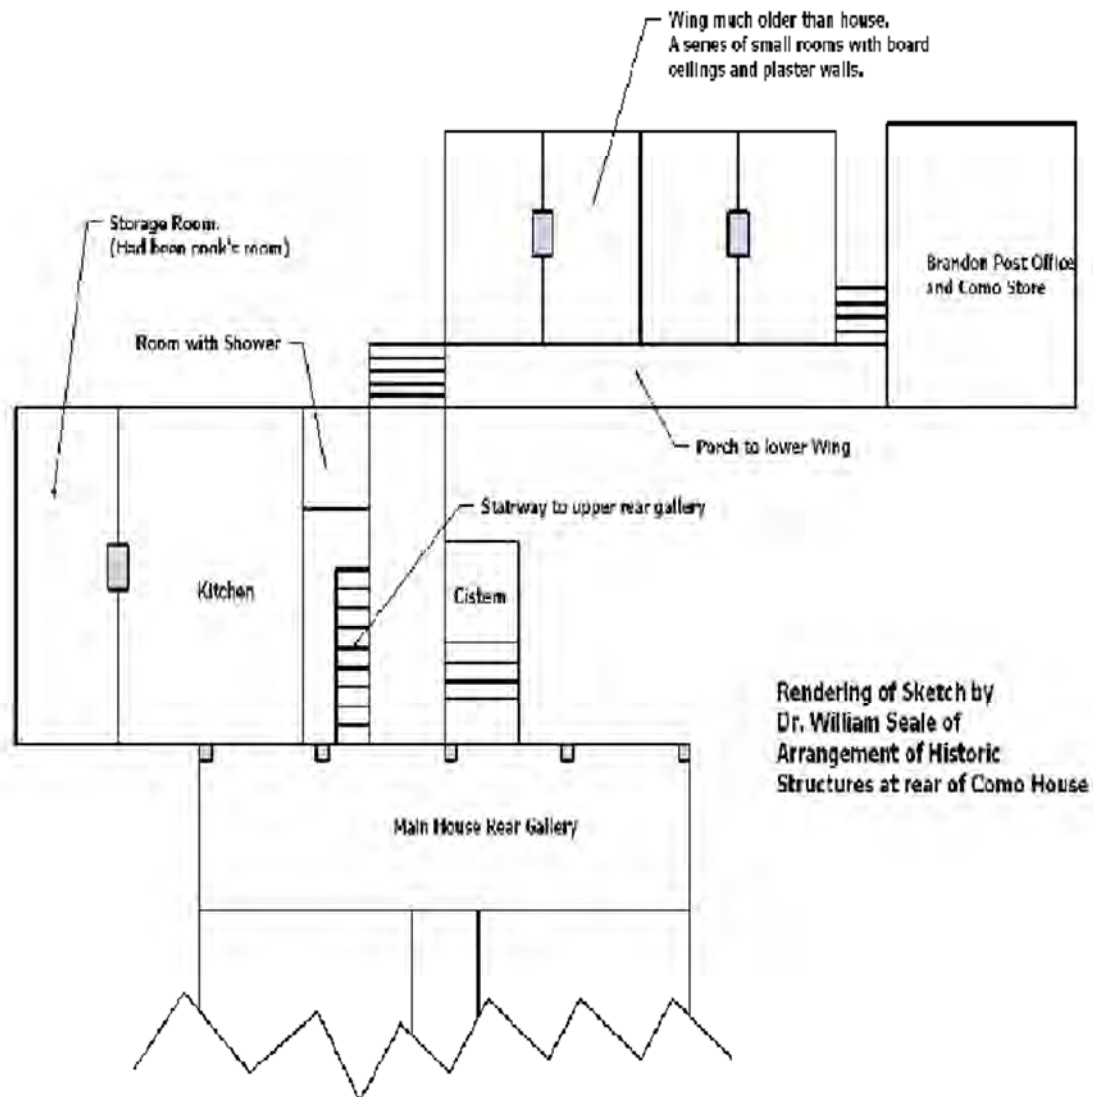 Wing much older than house.
A series of small rooms with board
ceilings and plaster walls.
Storage Room.
(Had been cook's room)
Brandon Post Office
and Como Store
Room with Shower
Porch to lower Wing
Stairway to upper rear gallery
Kitchen
Cistern
Rendering of Sketch by
Dr. William Seale of
Arrangement of Historic
Structures at rear of Como House
Main House Rear Gallery